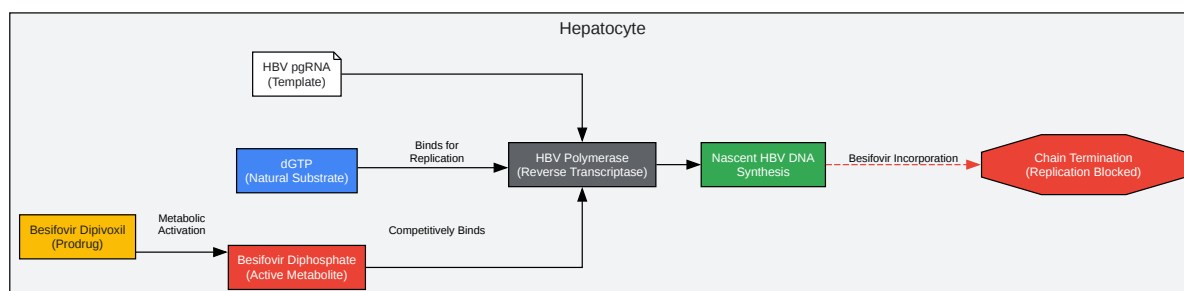 Hepatocyte
HBV pgRNA
(Template)
dGTP
(Natural Substrate)
Binds for
Replication
HBV Polymerase
(Reverse Transcriptase)
Nascent HBV DNA
Synthesis
Besifovir Incorporation
Chain Termination
(Replication Blocked)
Besifovir Dipivoxil
(Prodrug)
Metabolic
Activation
Besifovir Diphosphate
(Active Metabolite)
Competitively Binds